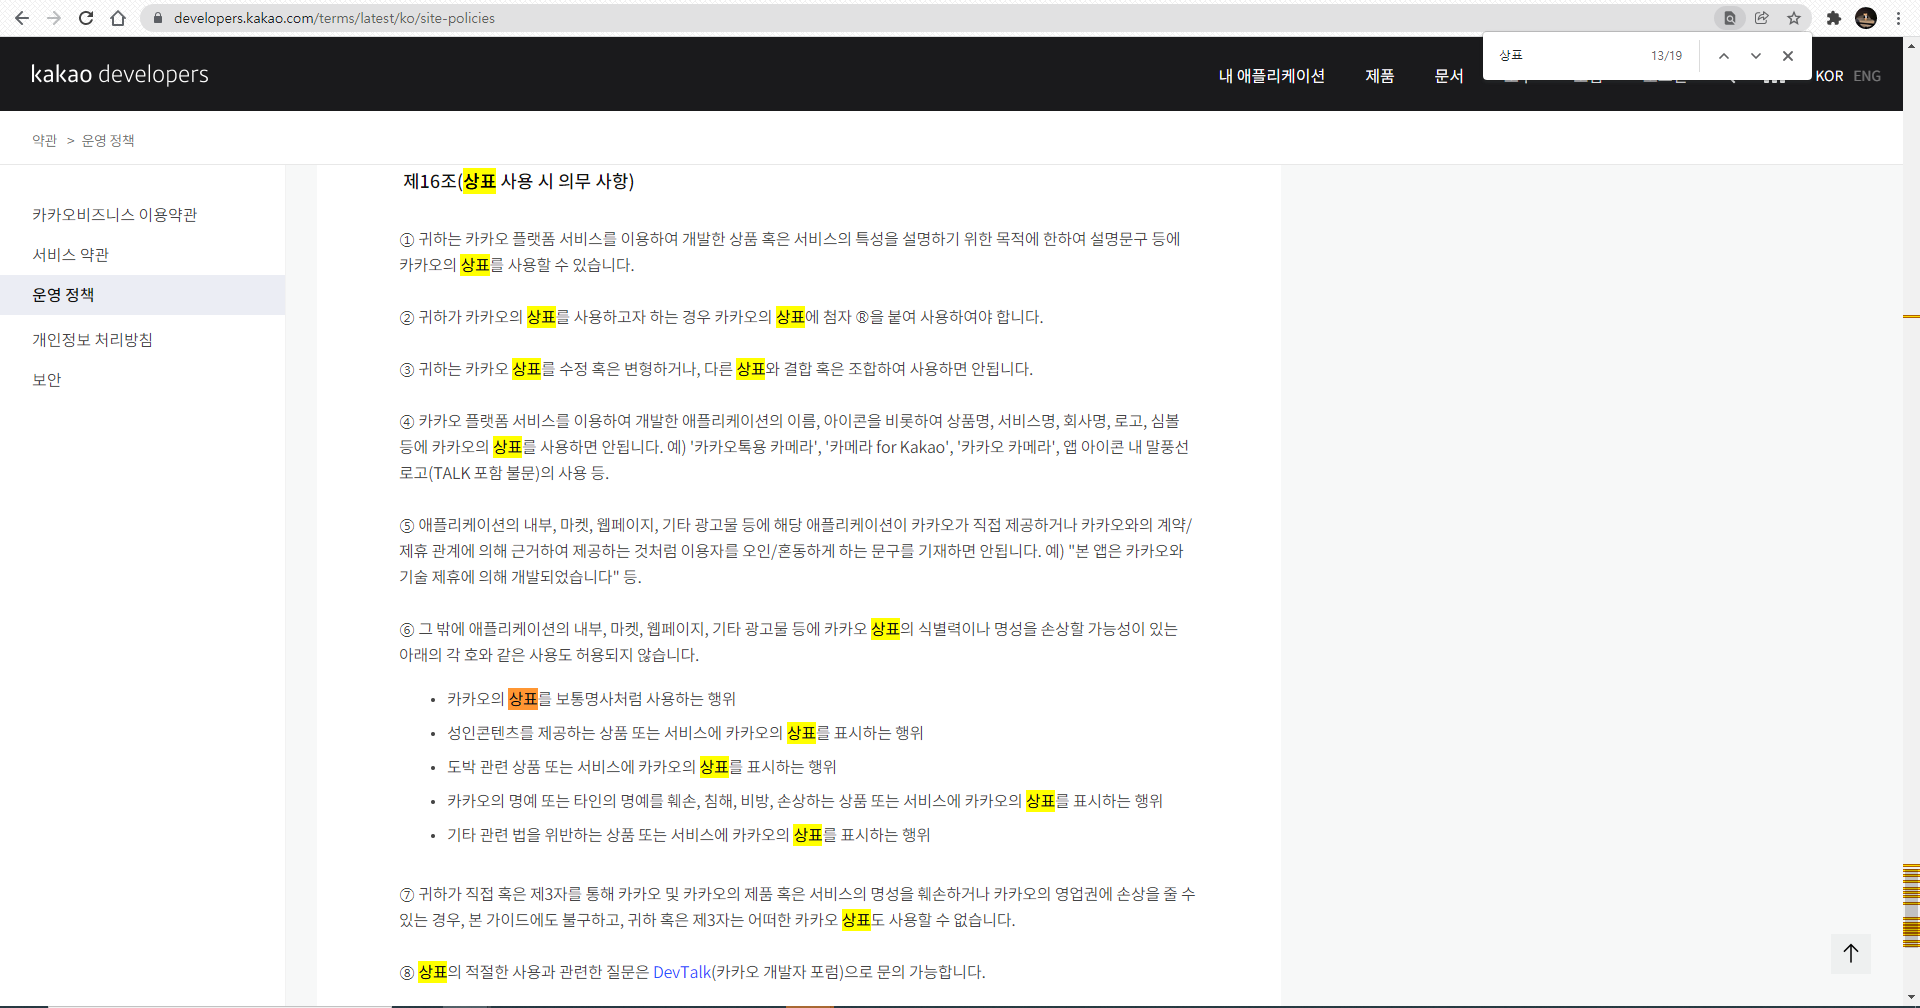 developers.kakao.com/terms/latest/ko/site-policies
상표
13/19
kakao developers
내 애플리케이션
제품
문서
KOR ENG
약관 > 운영 정책
카카오비즈니스 이용약관
서비스 약관
운영 정책
개인정보 처리방침
보안
제16조(상표 사용 시 의무 사항)
① 귀하는 카카오 플랫폼 서비스를 이용하여 개발한 상품 혹은 서비스의 특성을 설명하기 위한 목적에 한하여 설명문구 등에
카카오의 상표를 사용할 수 있습니다.
② 귀하가 카카오의 상표를 사용하고자 하는 경우 카카오의 상표에 첨자 ®을 붙여 사용하여야 합니다.
③ 귀하는 카카오 상표를 수정 혹은 변형하거나, 다른 상표와 결합 혹은 조합하여 사용하면 안됩니다.
④ 카카오 플랫폼 서비스를 이용하여 개발한 애플리케이션의 이름, 아이콘을 비롯하여 상품명, 서비스명, 회사명, 로고, 심볼
등에 카카오의 상표를 사용하면 안됩니다. 예) '카카오톡용 카메라', '카메라 for Kakao', '카카오 카메라', 앱 아이콘 내 말풍선
로고(TALK 포함 불문)의 사용 등.
⑤ 애플리케이션의 내부, 마켓, 웹페이지, 기타 광고물 등에 해당 애플리케이션이 카카오가 직접 제공하거나 카카오와의 계약/
제휴 관계에 의해 근거하여 제공하는 것처럼 이용자를 오인/혼동하게 하는 문구를 기재하면 안됩니다. 예) "본 앱은 카카오와
기술 제휴에 의해 개발되었습니다" 등.
⑥ 그 밖에 애플리케이션의 내부, 마켓, 웹페이지, 기타 광고물 등에 카카오 상표의 식별력이나 명성을 손상할 가능성이 있는
아래의 각 호와 같은 사용도 허용되지 않습니다.
• 카카오의 상표를 보통명사처럼 사용하는 행위
• 성인콘텐츠를 제공하는 상품 또는 서비스에 카카오의 상표를 표시하는 행위
• 도박 관련 상품 또는 서비스에 카카오의 상표를 표시하는 행위
• 카카오의 명예 또는 타인의 명예를 훼손, 침해, 비방, 손상하는 상품 또는 서비스에 카카오의 상표를 표시하는 행위
• 기타 관련 법을 위반하는 상품 또는 서비스에 카카오의 상표를 표시하는 행위
⑦ 귀하가 직접 혹은 제3자를 통해 카카오 및 카카오의 제품 혹은 서비스의 명성을 훼손하거나 카카오의 영업권에 손상을 줄 수
있는 경우, 본 가이드에도 불구하고, 귀하 혹은 제3자는 어떠한 카카오 상표도 사용할 수 없습니다.
⑧ 상표의 적절한 사용과 관련한 질문은 DevTalk(카카오 개발자 포럼)으로 문의 가능합니다.